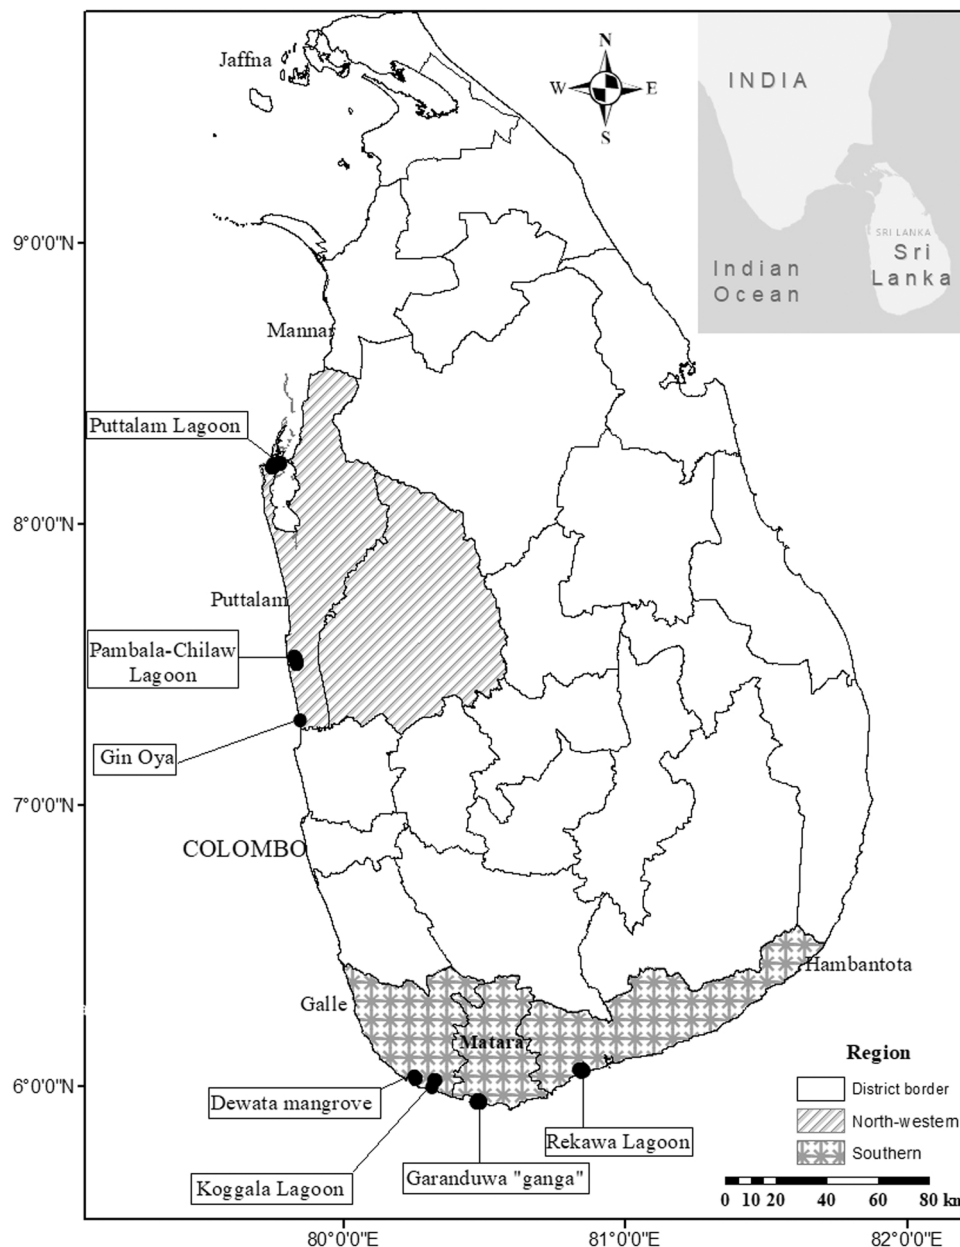 Jaffna
N
W
E
S
INDIA
SRI LANKA
Sri
Lanka
Indian
Ocean
9°0'0"N
Mannar
Puttalam Lagoon
8°0'0"N
Puttalam
Pambala-Chilaw
Lagoon
Gin Oya
7°0'0"N
COLOMBO
Hambantota
Galle
Matara
6°0'0"N
Dewata mangrove
Rekawa Lagoon
Koggala Lagoon
Garanduwa "ganga"
Region
District border
North-western
Southern
0 5 10 20 40 60 80 km
80°0'0"E
81°0'0"E
82°0'0"E